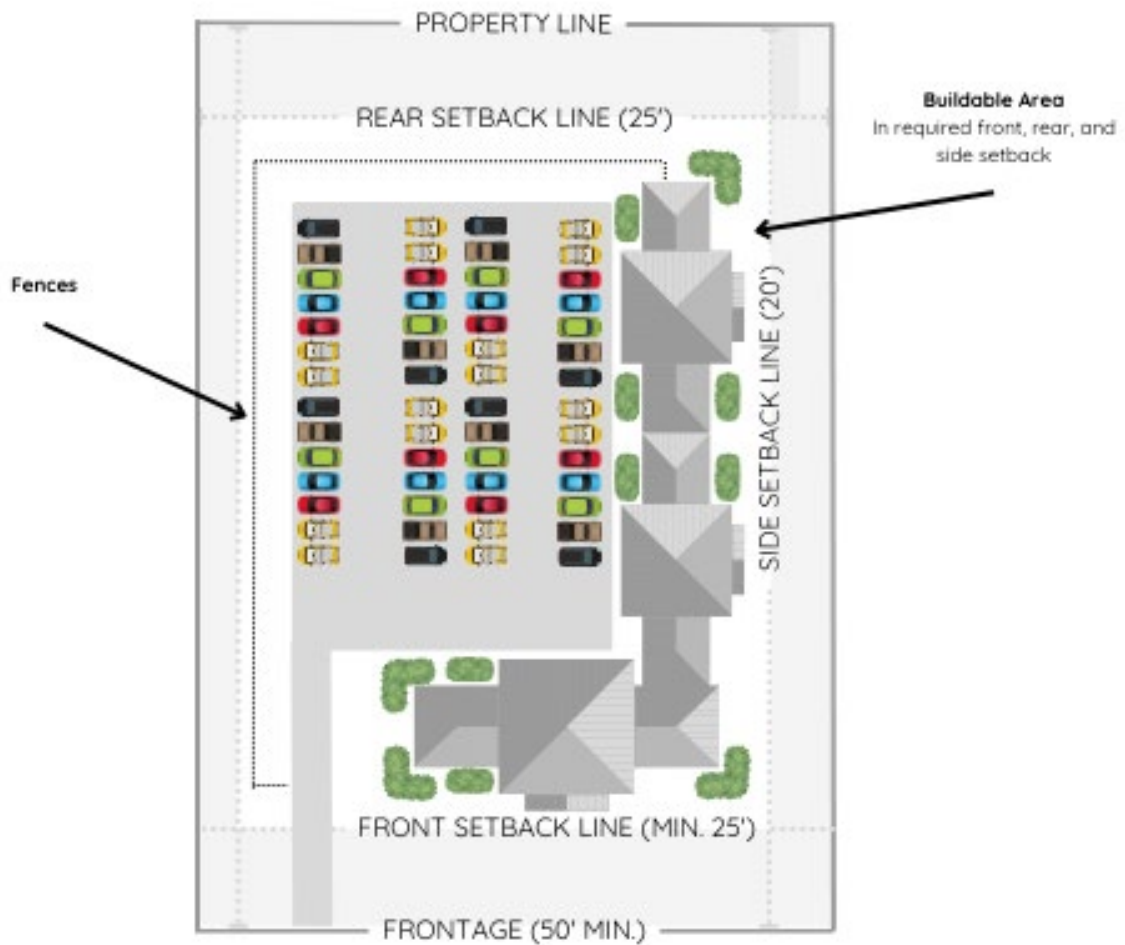 PROPERTY LINE
REAR SETBACK LINE (25')
Buildable Area
In required front, rear, and
side setback
Fences
SIDE SETBACK LINE (20')
FRONT SETBACK LINE (MIN. 25')
FRONTAGE (50' MIN.)